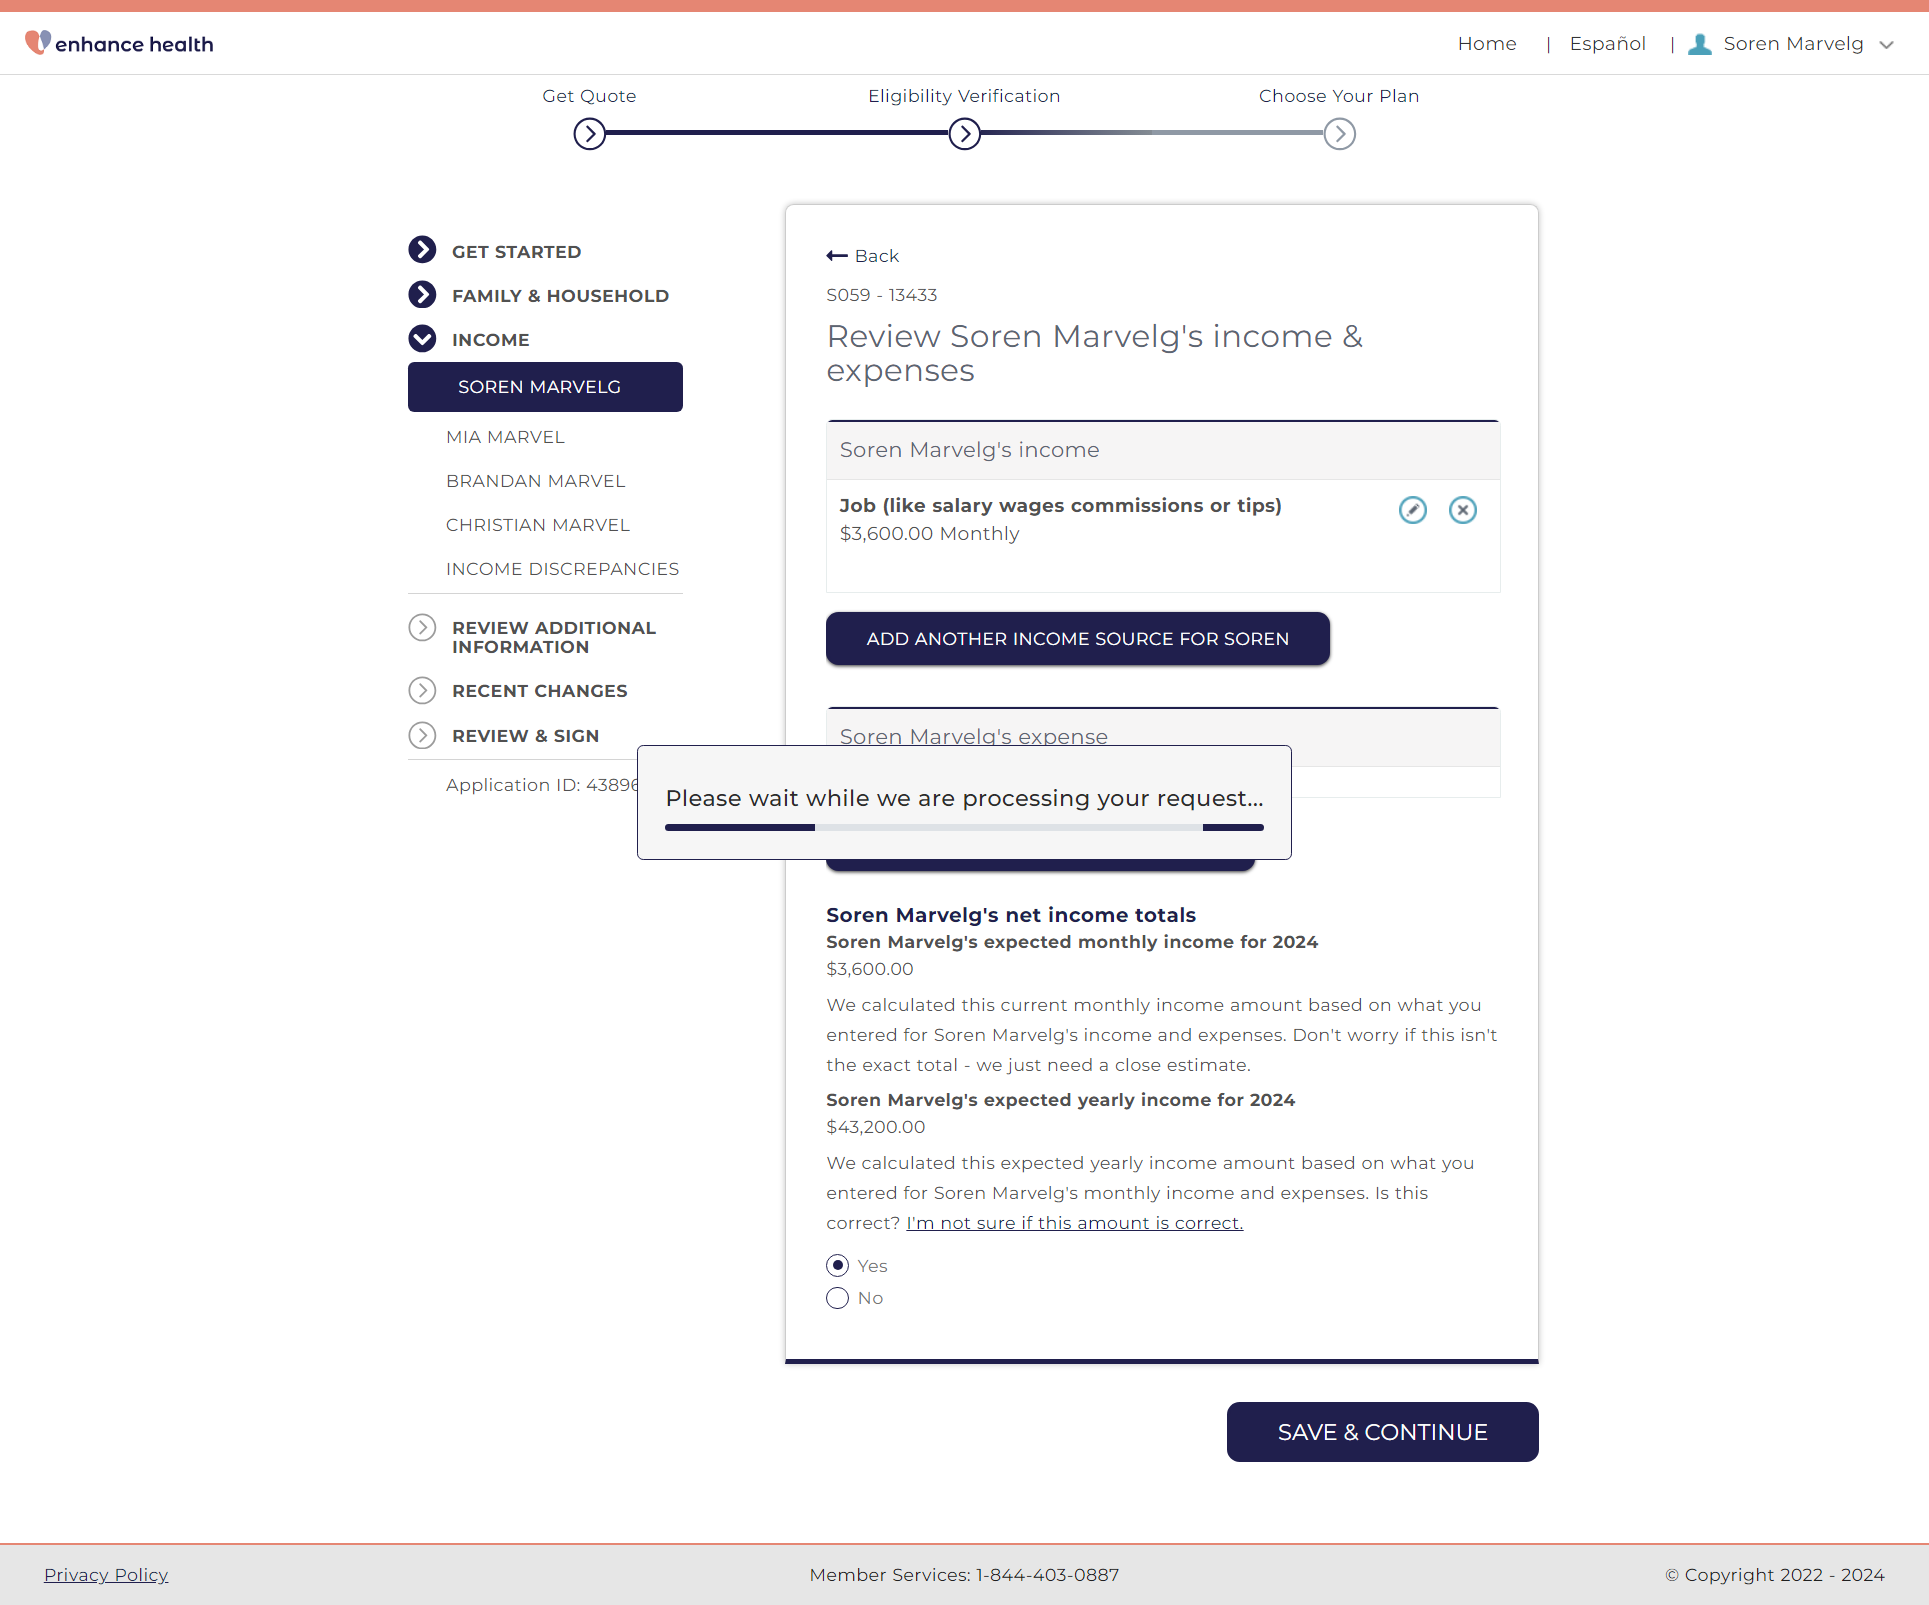 enhance health
Home | Español | Soren Marvelg
Get Quote
Eligibility Verification
Choose Your Plan
GET STARTED
FAMILY & HOUSEHOLD
INCOME
SOREN MARVELG
MIA MARVEL
BRANDAN MARVEL
CHRISTIAN MARVEL
INCOME DISCREPANCIES
REVIEW ADDITIONAL
INFORMATION
RECENT CHANGES
REVIEW & SIGN
Application ID: 43896
Back
S059 - 13433
Review Soren Marvelg's income &
expenses
Soren Marvelg's income
Job (like salary wages commissions or tips)
$3,600.00 Monthly
ADD ANOTHER INCOME SOURCE FOR SOREN
Soren Marvelg's expense
Please wait while we are processing your request...
Soren Marvelg's net income totals
Soren Marvelg's expected monthly income for 2024
$3,600.00
We calculated this current monthly income amount based on what you
entered for Soren Marvelg's income and expenses. Don't worry if this isn't
the exact total - we just need a close estimate.
Soren Marvelg's expected yearly income for 2024
$43,200.00
We calculated this expected yearly income amount based on what you
entered for Soren Marvelg's monthly income and expenses. Is this
correct? I'm not sure if this amount is correct.
Yes
No
SAVE & CONTINUE
Privacy Policy
Member Services: 1-844-403-0887
© Copyright 2022 - 2024